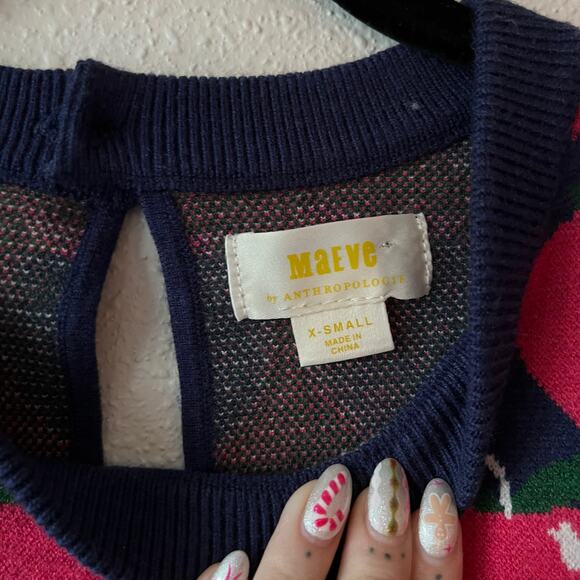 MaEVe
by ANTHROPOLOGIE
X-SMALL
MADE IN
CHINA